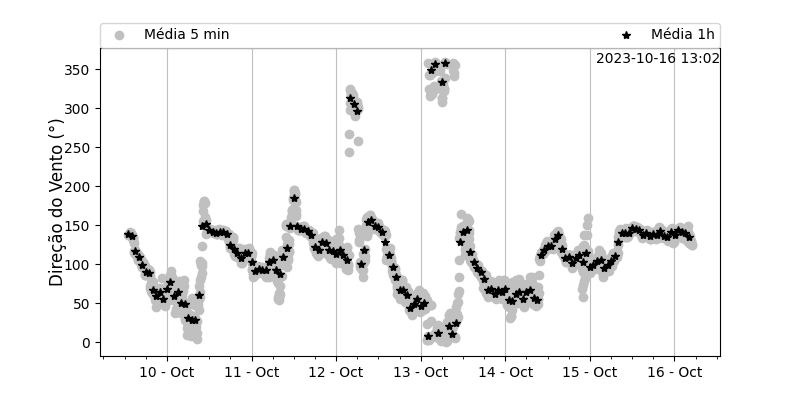 Média 5 min
Média 1h
2023-10-16 13:02
Direção do Vento (°)
350
300
250
200
150
100
50
0
10 - Oct
11 - Oct
12 - Oct
13 - Oct
14 - Oct
15 - Oct
16 - Oct